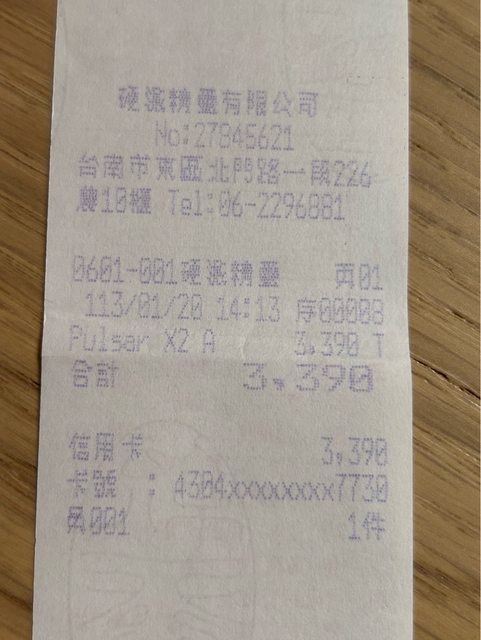 硬派精靈有限公司
No:27845621
台南市東區北門路一段226
號10櫃 Tel:06-2296881
0601-001硬派精靈 頁01
113/01/20 14:13 序00008
Pulsar X2 A 3,390 T
合計 3,390
信用卡 3,390
卡號 : 4304xxxxxxxx7730
001 1件